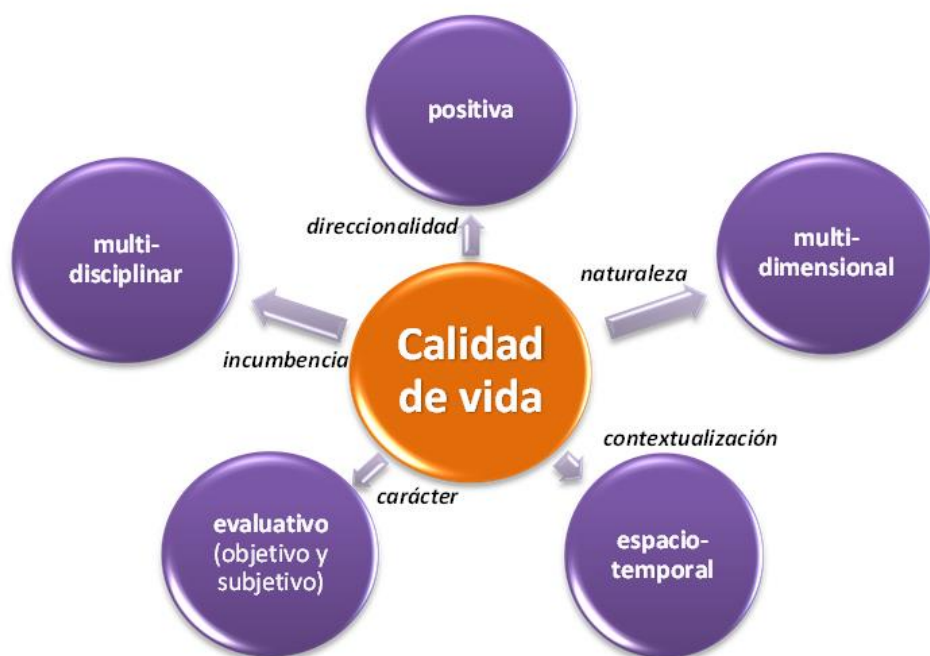 positiva
direccionalidad
multi-
disciplinar
naturaleza
multi-
dimensional
incumbencia
Calidad
de vida
contextualización
carácter
evaluativo
(objetivo y
subjetivo)
espacio-
temporal